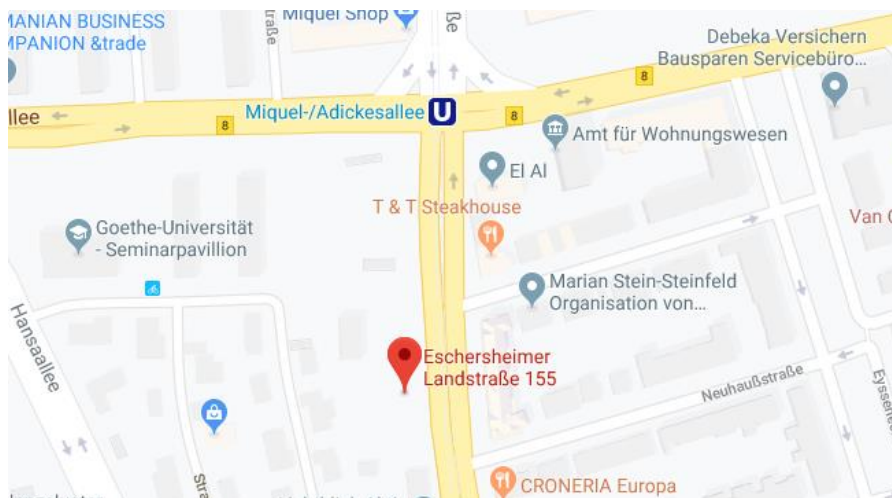 MANIAN BUSINESS
MPANION &trade
Miquel Shop
Debeka Versichern
Bausparen Servicebüro...
8
llee
8
Miquel-/Adickesallee
U
8
Amt für Wohnungswesen
El Al
T & T Steakhouse
Goethe-Universität
- Seminarpavillion
Van
Marian Stein-Steinfeld
Organisation von...
Hansaallee
Eschersheimer
Landstraße 155
Neuhaußstraße
CRONERIA Europa